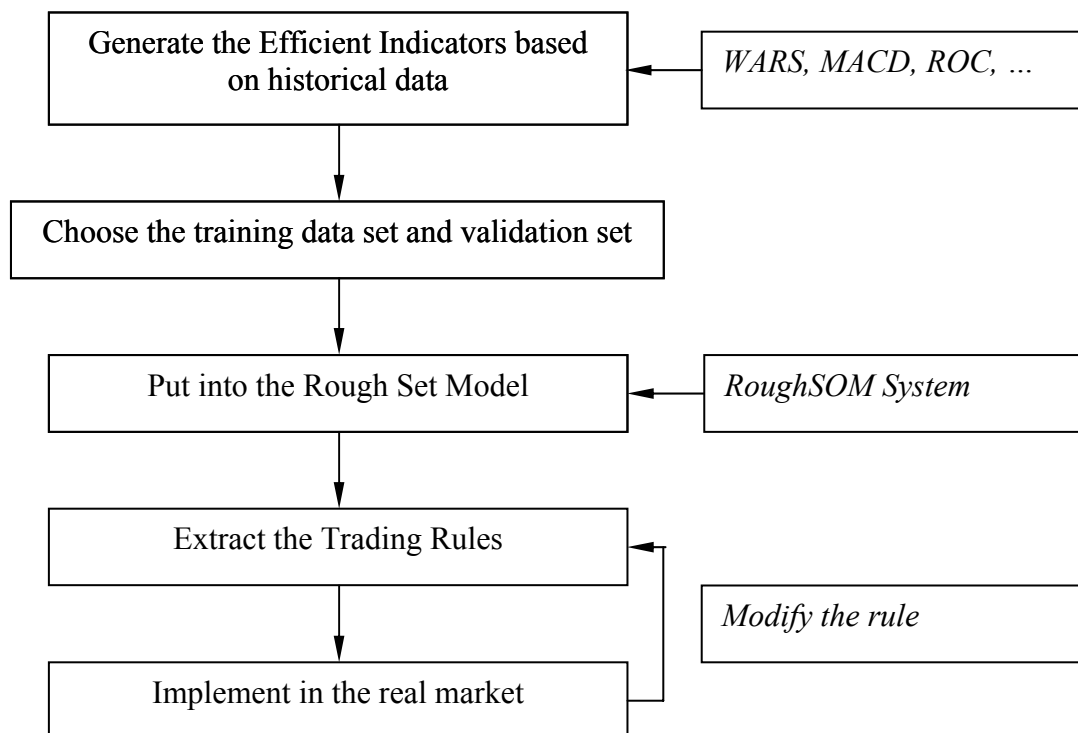 Generate the Efficient Indicators based
on historical data
WARS, MACD, ROC, …
Choose the training data set and validation set
Put into the Rough Set Model
RoughSOM System
Extract the Trading Rules
Modify the rule
Implement in the real market